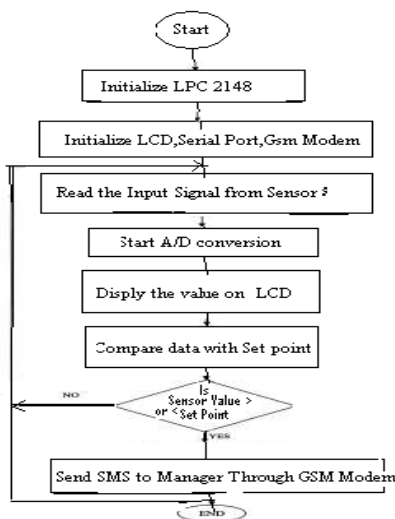 Start
Initialize LPC 2148
Initialize LCD,Serial Port,Gsm Modem
Read the Input Signal from Sensor s
Start A/D conversion
Disply the value on LCD
Compare data with Set point
Is
Sensor Value >
or < Set Point
NO
YES
Send SMS to Manager Through GSM Modem
END